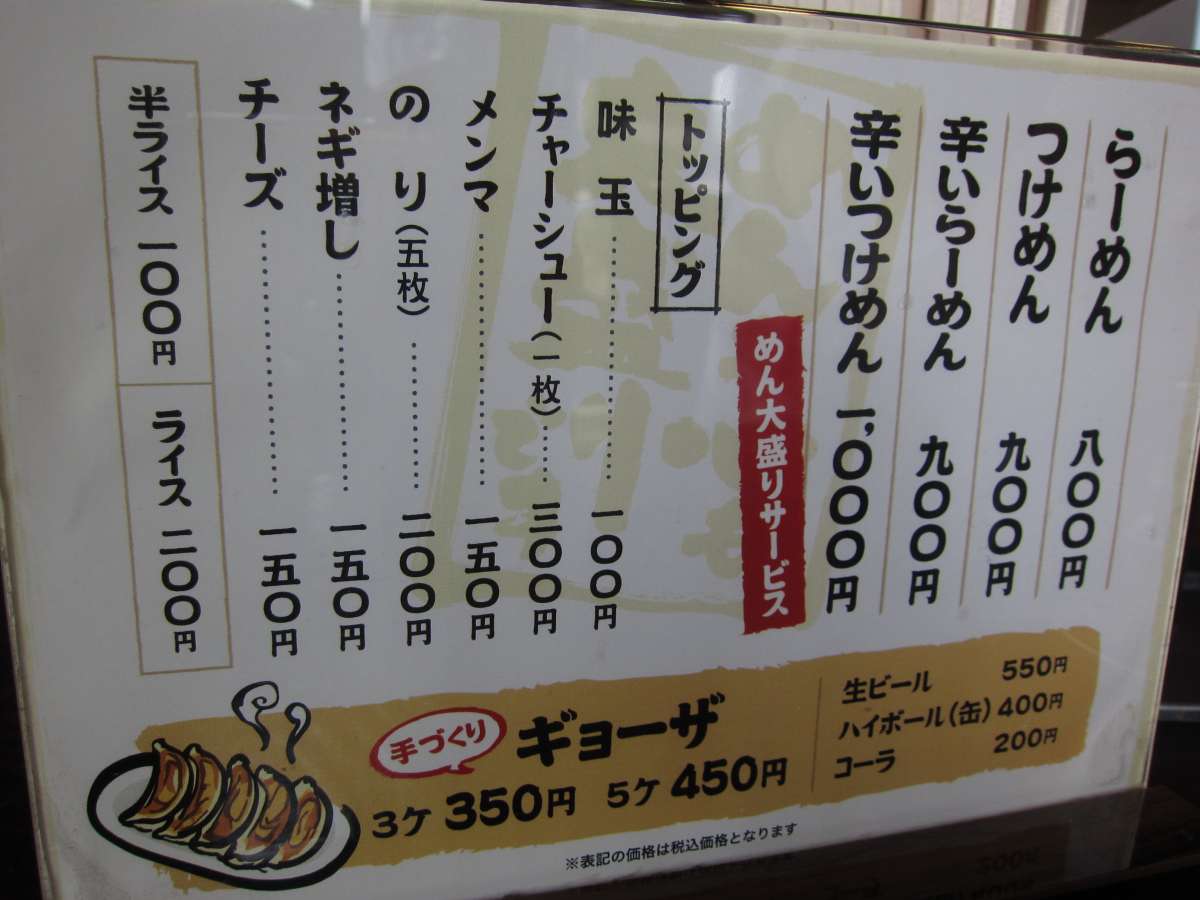 らーめん 八〇〇円
つけめん 九〇〇円
辛いらーめん 九〇〇円
辛いつけめん 一,〇〇〇円
めん大盛りサービス
トッピング
味玉 一〇〇円
チャーシュー(一枚) 三〇〇円
メンマ 一五〇円
のり(五枚) 二〇〇円
ネギ増し 一五〇円
チーズ 一五〇円
半ライス 一〇〇円
ライス 二〇〇円
手づくり
ギョーザ
3ケ 350円 5ケ 450円
生ビール 550円
ハイボール(缶) 400円
コーラ 200円
※表記の価格は税込価格となります